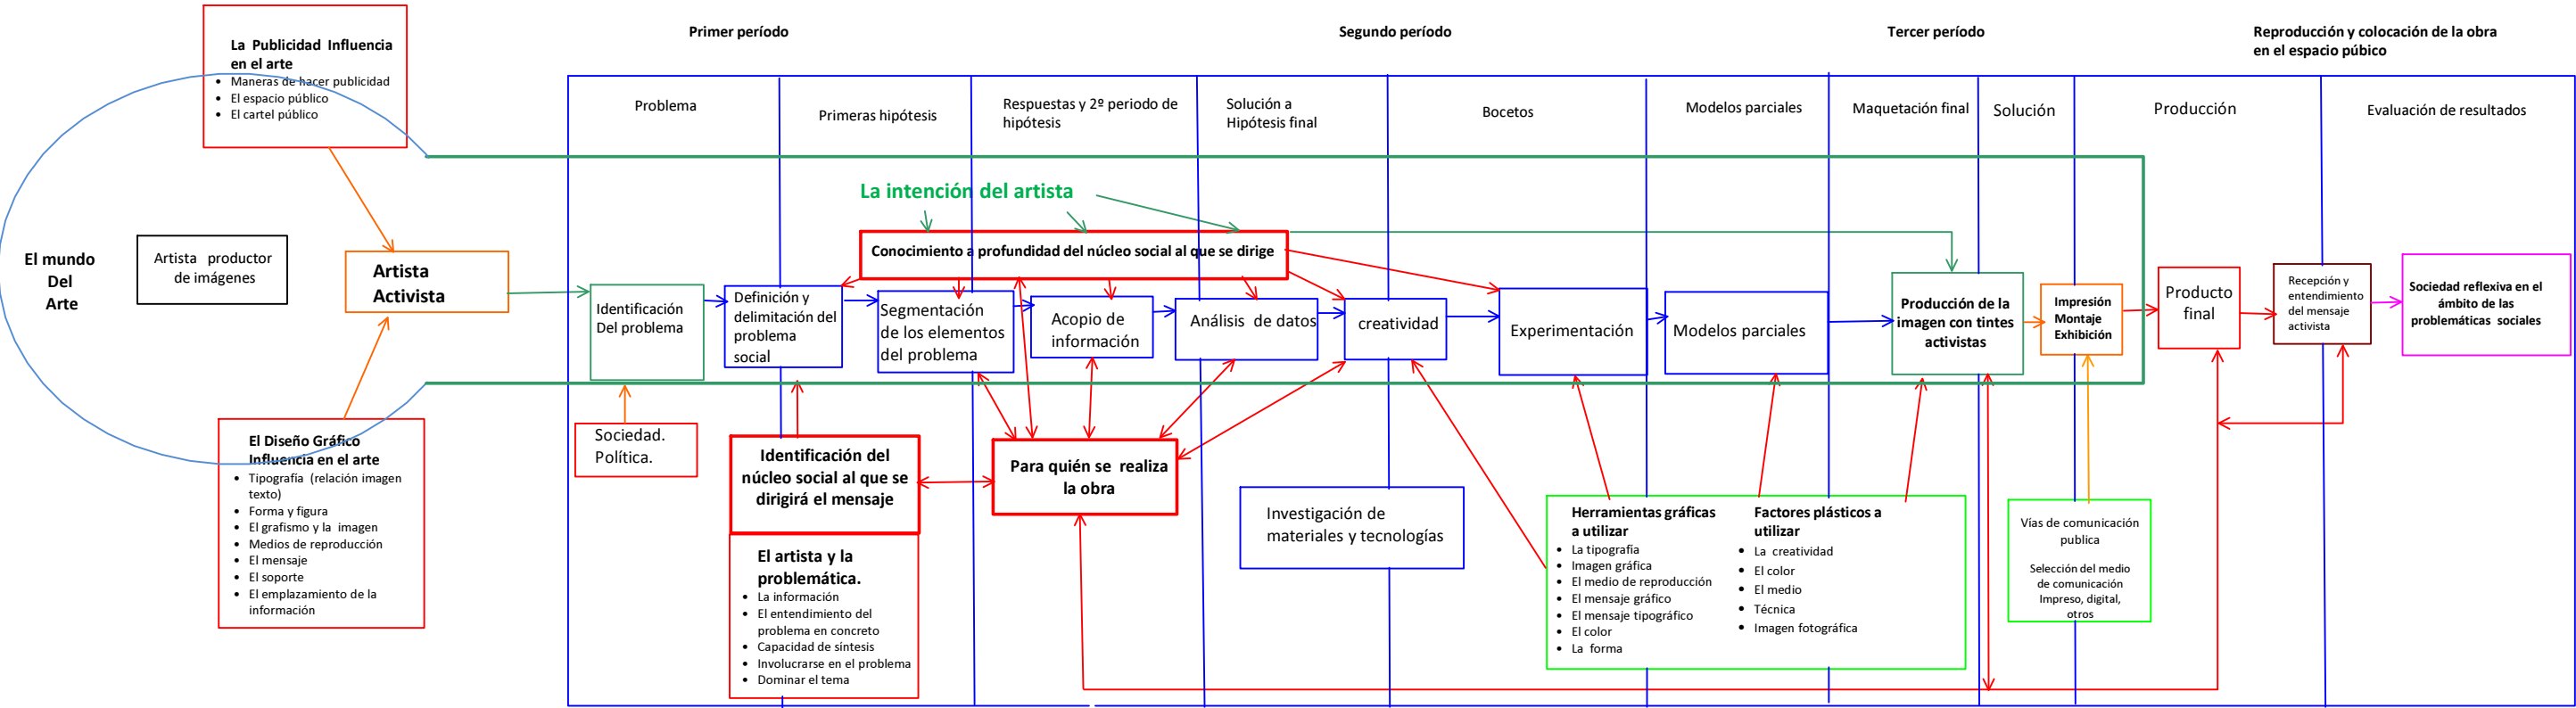 La Publicidad Influencia
en el arte
• Maneras de hacer publicidad
• El espacio público
• El cartel público
Primer período
Segundo período
Tercer período
Reproducción y colocación de la obra
en el espacio púbico
Problema
Primeras hipótesis
Respuestas y 2º periodo de
hipótesis
Solución a
Hipótesis final
Bocetos
Modelos parciales
Maquetación final
Solución
Producción
Evaluación de resultados
La intención del artista
Conocimiento a profundidad del núcleo social al que se dirige
El mundo
Del
Arte
Artista productor
de imágenes
Artista
Activista
Identificación
Del problema
Definición y
delimitación del
problema
social
Segmentación
de los elementos
del problema
Acopio de
información
Análisis de datos
creatividad
Experimentación
Modelos parciales
Producción de la
imagen con tintes
activistas
Impresión
Montaje
Exhibición
Producto
final
Recepción y
entendimiento
del mensaje
activista
Sociedad reflexiva en el
ámbito de las
problemáticas sociales
El Diseño Gráfico
Influencia en el arte
• Tipografía (relación imagen
texto)
• Forma y figura
• El grafismo y la imagen
• Medios de reproducción
• El mensaje
• El soporte
• El emplazamiento de la
información
Sociedad.
Política.
Identificación del
núcleo social al que se
dirigirá el mensaje
Para quién se realiza
la obra
El artista y la
problemática.
• La información
• El entendimiento del
problema en concreto
• Capacidad de síntesis
• Involucrarse en el problema
• Dominar el tema
Investigación de
materiales y tecnologías
Herramientas gráficas
a utilizar
• La tipografía
• Imagen gráfica
• El medio de reproducción
• El mensaje gráfico
• El mensaje tipográfico
• El color
• La forma
Factores plásticos a
utilizar
• La creatividad
• El color
• El medio
• Técnica
• Imagen fotográfica
Vías de comunicación
publica
Selección del medio
de comunicación
Impreso, digital,
otros